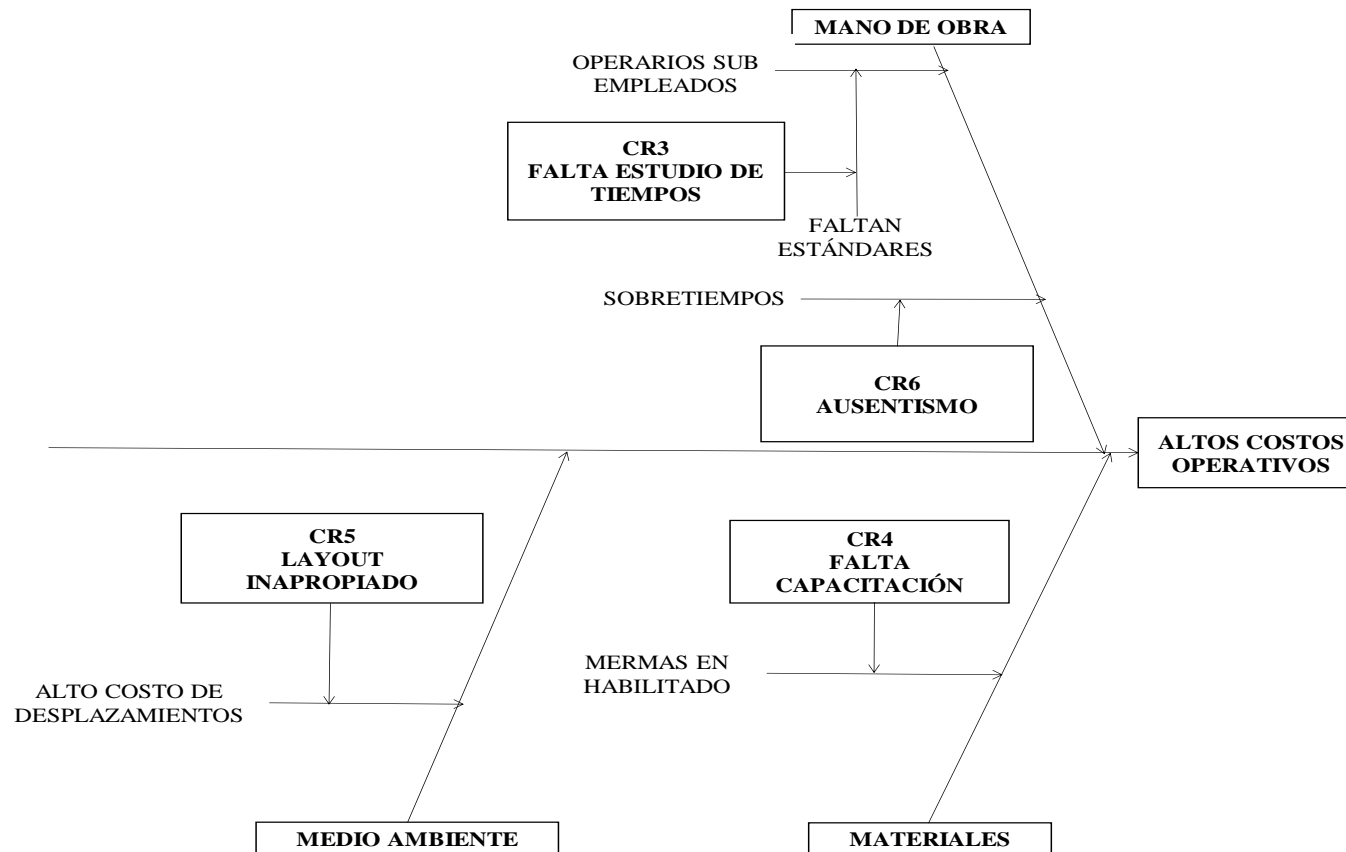 MANO DE OBRA
OPERARIOS SUB
EMPLEADOS
CR3
FALTA ESTUDIO DE
TIEMPOS
FALTAN
ESTÁNDARES
SOBRETIEMPOS
CR6
AUSENTISMO
ALTOS COSTOS
OPERATIVOS
CR5
LAYOUT
INAPROPIADO
CR4
FALTA
CAPACITACIÓN
MERMAS EN
HABILITADO
ALTO COSTO DE
DESPLAZAMIENTOS
MEDIO AMBIENTE
MATERIALES